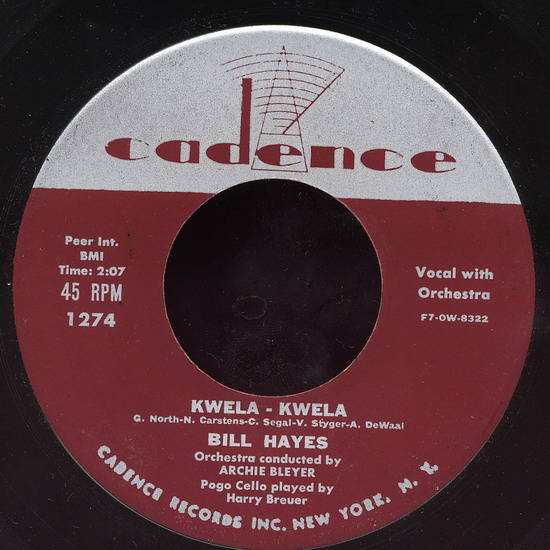 cadence
Peer Int.
BMI
Time: 2:07
45 RPM
1274
Vocal with
Orchestra
F7-OW-8322
KWELA - KWELA
G. North-N. Carstens-C. Segal-V. Styger-A. DeWaal
BILL HAYES
Orchestra conducted by
ARCHIE BLEYER
Pogo Cello played by
Harry Breuer
CADENCE RECORDS INC. NEW YORK, N. Y.